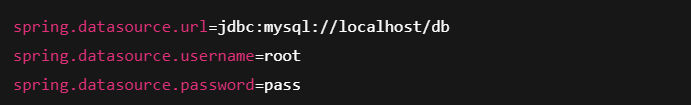 spring.datasource.url=jdbc:mysql://localhost/db
spring.datasource.username=root
spring.datasource.password=pass